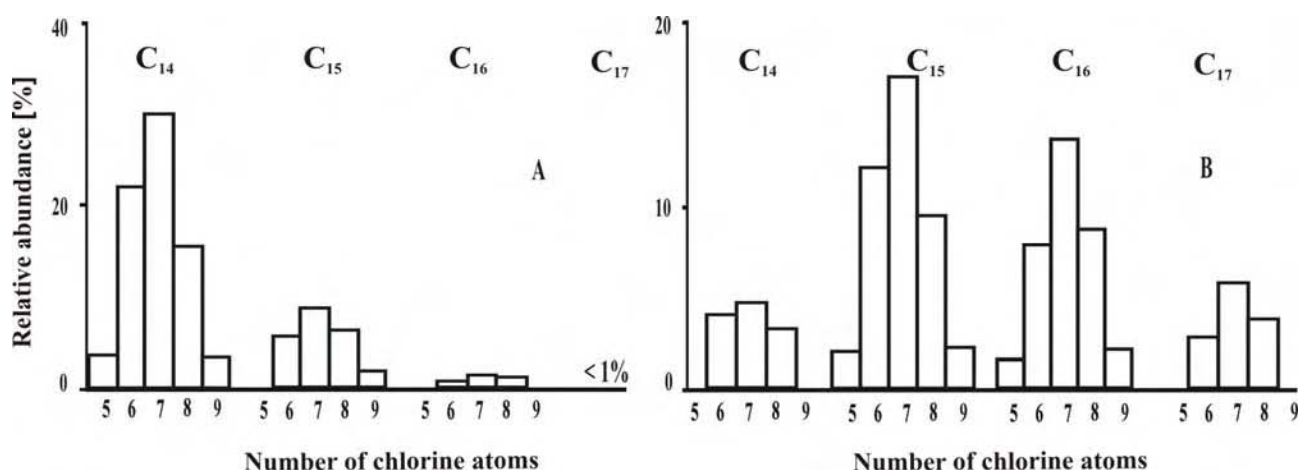 40
20
0
Relative abundance [%]
C14
C15
C16
C17
A
<1%
5 6 7 8 9 5 6 7 8 9 5 6 7 8 9
Number of chlorine atoms
20
10
0
C14
C15
C16
C17
B
5 6 7 8 9 5 6 7 8 9 5 6 7 8 9 5 6 7 8 9
Number of chlorine atoms